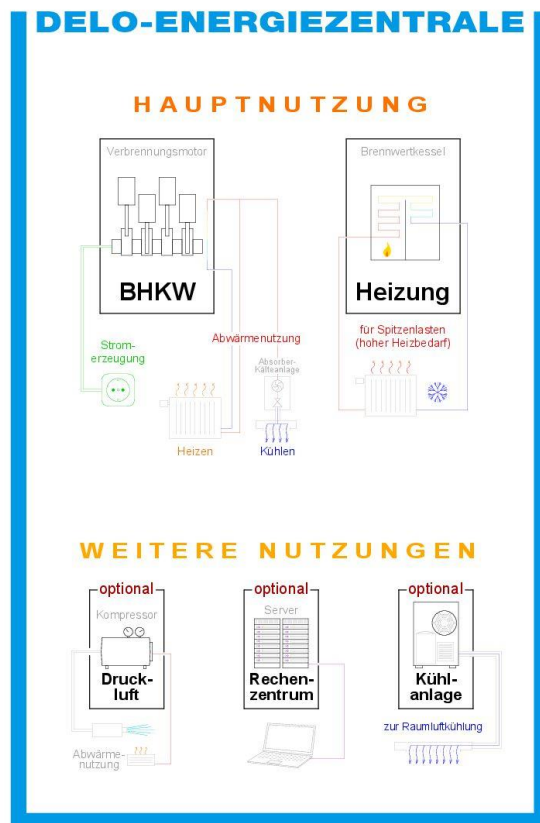 DELO-ENERGIEZENTRALE
HAUPTNUTZUNG
Verbrennungsmotor
BHKW
Brennwertkessel
Heizung
Strom-
erzeugung
Abwärmenutzung
Absorber-
Kälteanlage
Heizen
Kühlen
für Spitzenlasten
(hoher Heizbedarf)
WEITERE NUTZUNGEN
optional
Kompressor
Druck-
luft
Abwärme-
nutzung
optional
Server
Rechen-
zentrum
optional
Kühl-
anlage
zur Raumluftkühlung